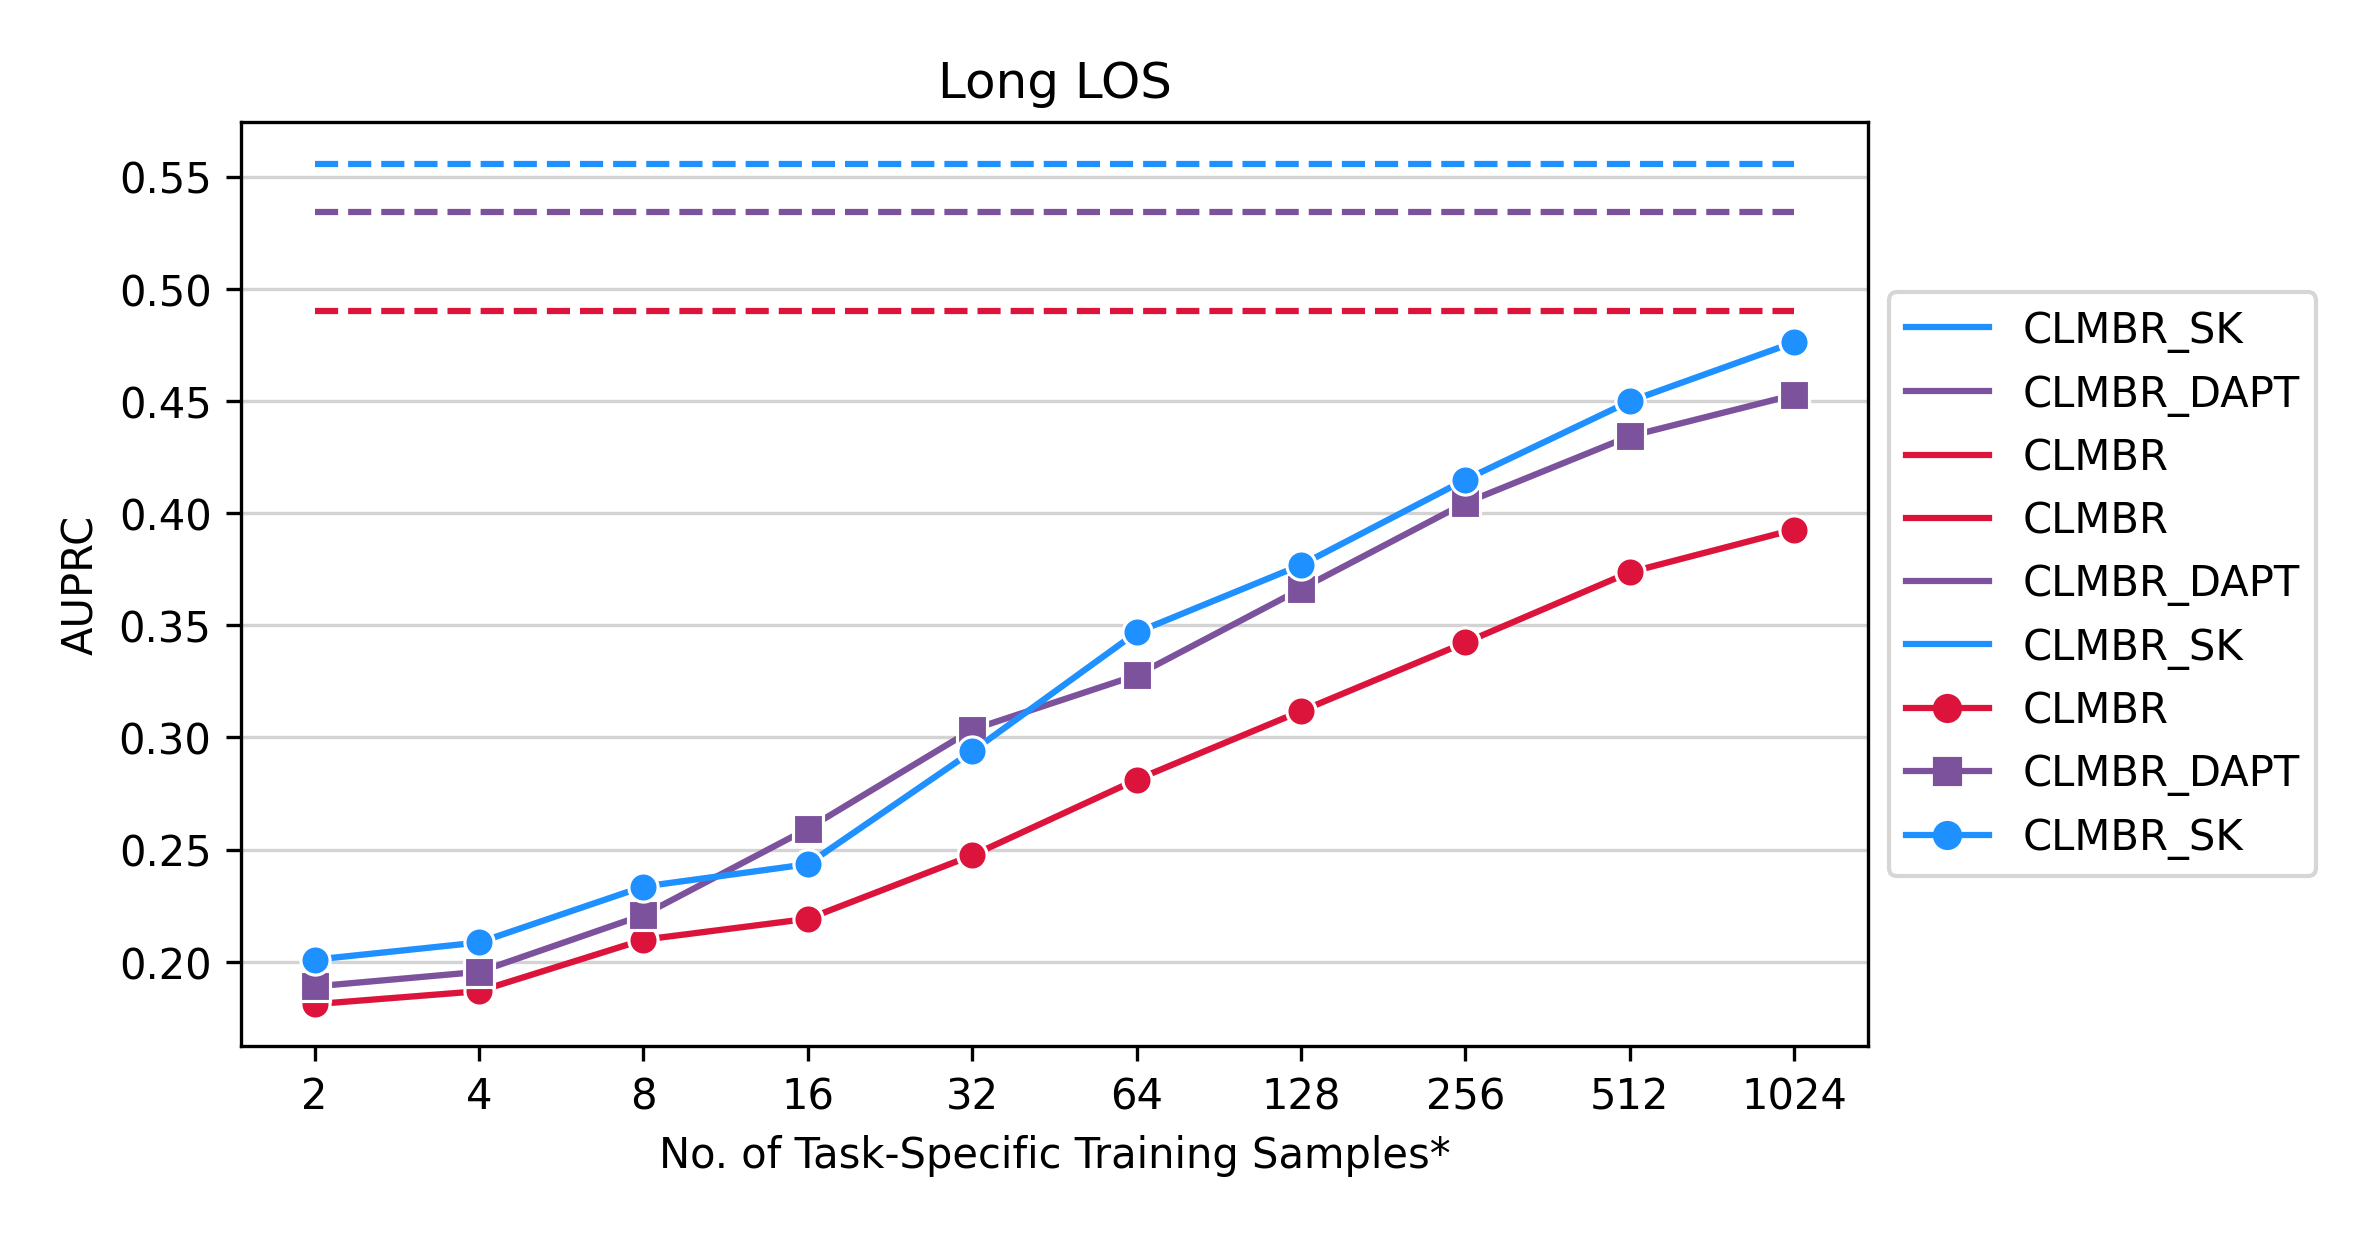 Long LOS
AUPRC
0.55
0.50
0.45
0.40
0.35
0.30
0.25
0.20
2 4 8 16 32 64 128 256 512 1024
No. of Task-Specific Training Samples*
CLMBR_SK
CLMBR_DAPT
CLMBR
CLMBR
CLMBR_DAPT
CLMBR_SK
CLMBR
CLMBR_DAPT
CLMBR_SK